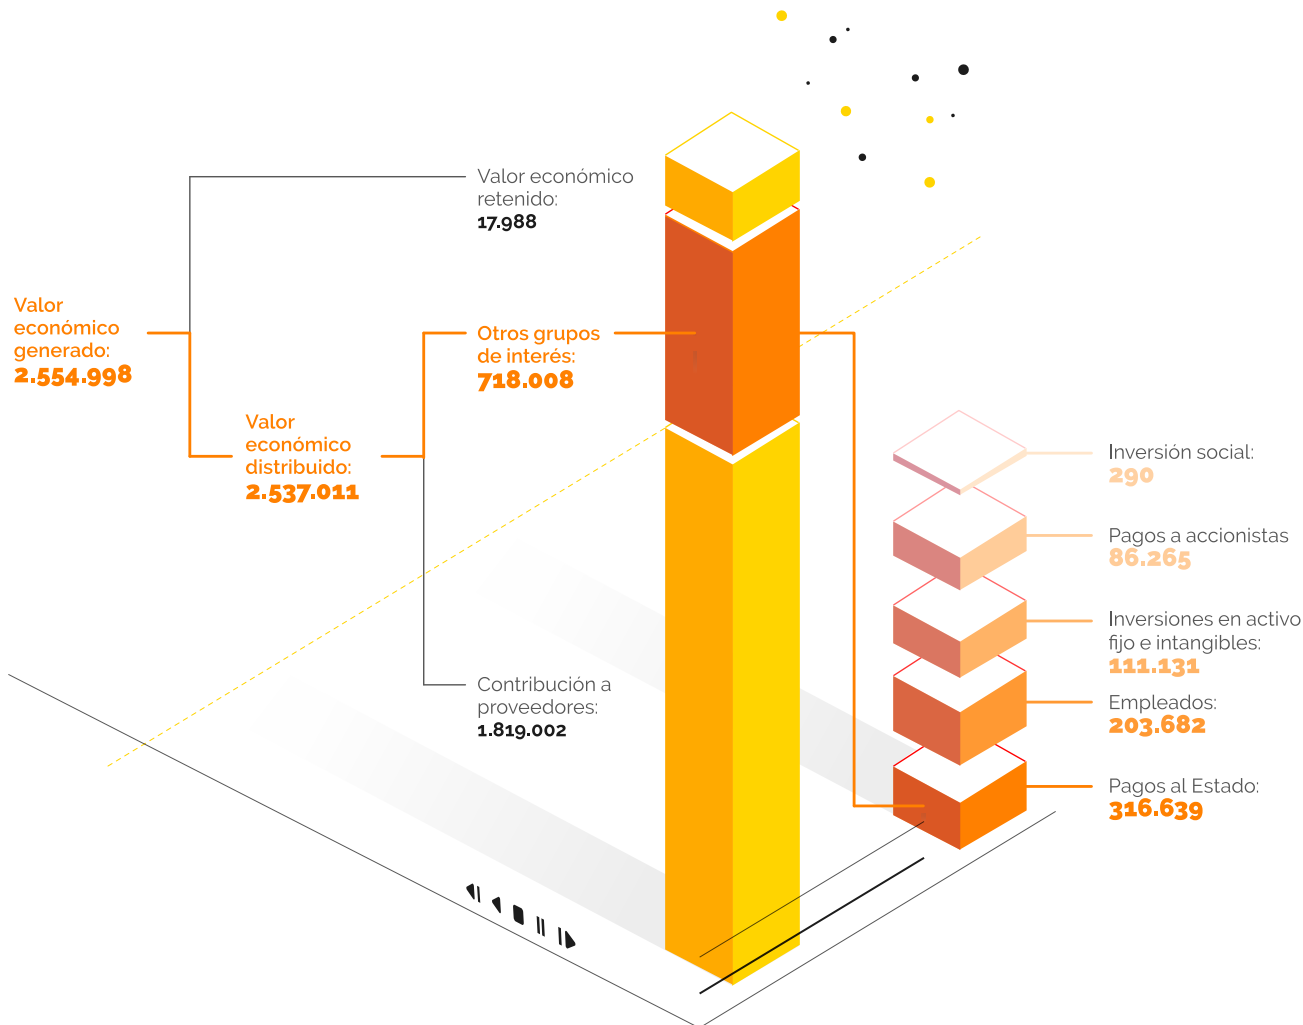 Valor económico
retenido:
17.988
Valor
económico
generado:
2.554.998
Otros grupos
de interés:
718.008
Valor
económico
distribuido:
2.537.011
Contribución a
proveedores:
1.819.002
Inversión social:
290
Pagos a accionistas
86.265
Inversiones en activo
fijo e intangibles:
111.131
Empleados:
203.682
Pagos al Estado:
316.639